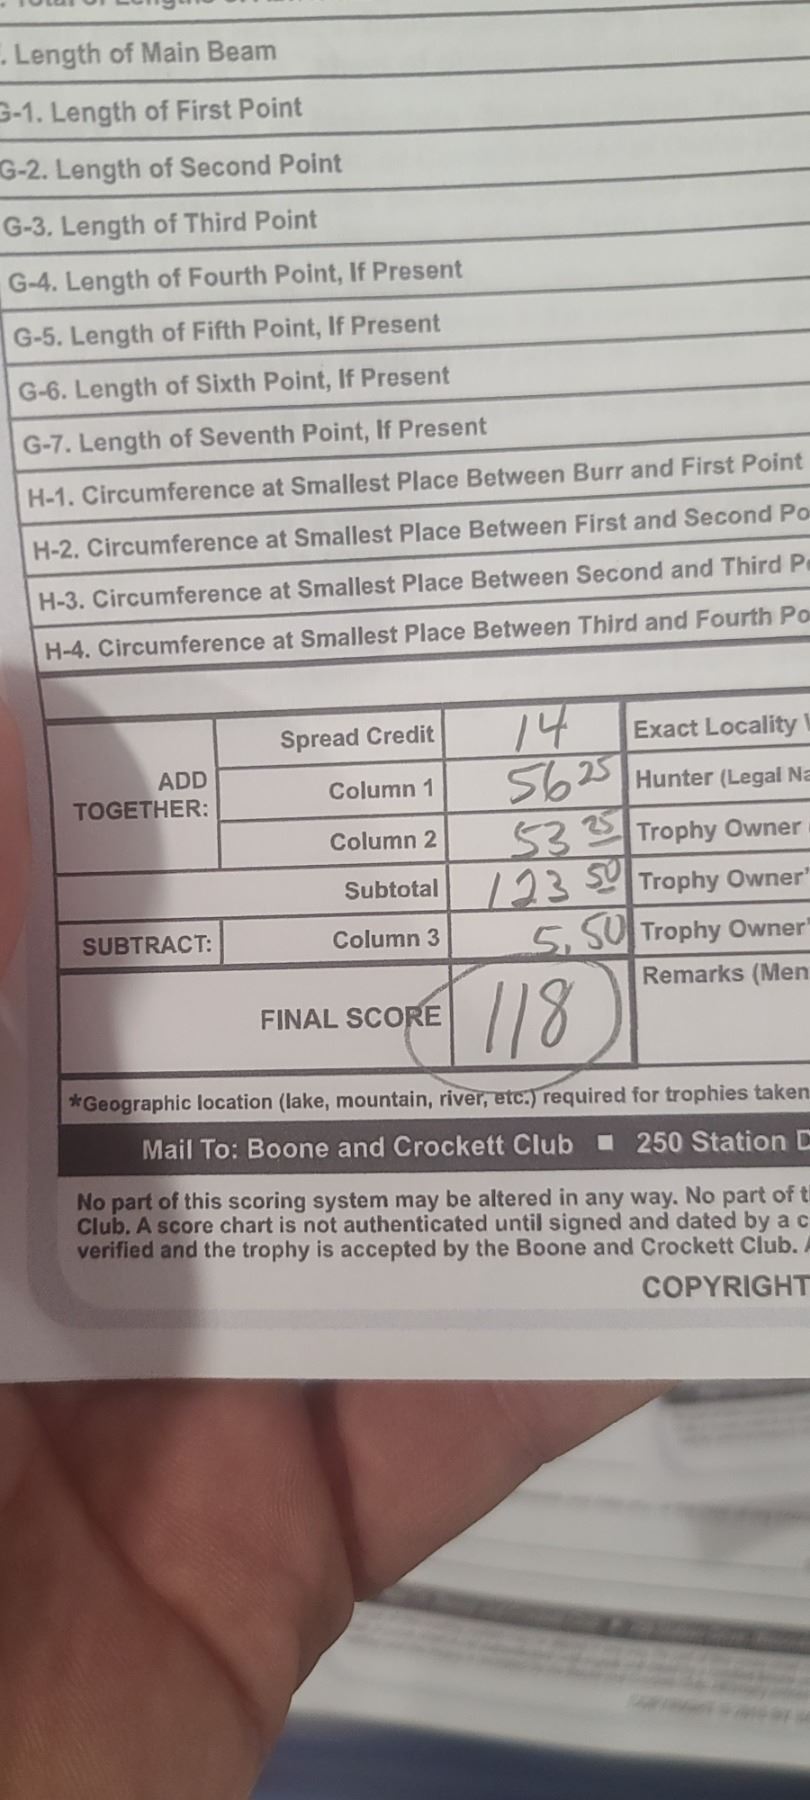 Length of Main Beam
G-1. Length of First Point
G-2. Length of Second Point
G-3. Length of Third Point
G-4. Length of Fourth Point, If Present
G-5. Length of Fifth Point, If Present
G-6. Length of Sixth Point, If Present
G-7. Length of Seventh Point, If Present
H-1. Circumference at Smallest Place Between Burr and First Point
H-2. Circumference at Smallest Place Between First and Second Po
H-3. Circumference at Smallest Place Between Second and Third P
H-4. Circumference at Smallest Place Between Third and Fourth Po
ADD TOGETHER:
Spread Credit 14 Exact Locality
Column 1 56 25 Hunter (Legal Na
Column 2 53 25 Trophy Owner
Subtotal 123 50 Trophy Owner'
SUBTRACT: Column 3 5.50 Trophy Owner'
FINAL SCORE 118 Remarks (Men
*Geographic location (lake, mountain, river, etc.) required for trophies taken
Mail To: Boone and Crockett Club ■ 250 Station D
No part of this scoring system may be altered in any way. No part of t
Club. A score chart is not authenticated until signed and dated by a c
verified and the trophy is accepted by the Boone and Crockett Club.
COPYRIGHT